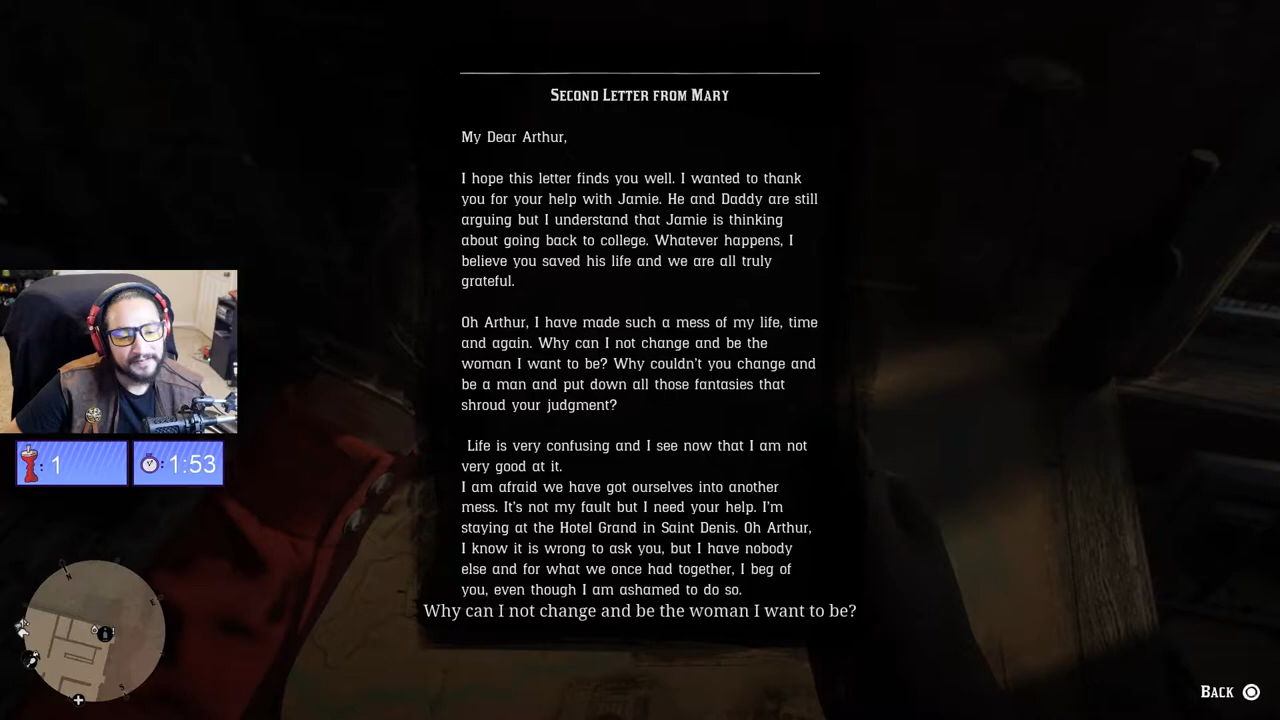 Second Letter from Mary
My Dear Arthur,
I hope this letter finds you well. I wanted to thank
you for your help with Jamie. He and Daddy are still
arguing but I understand that Jamie is thinking
about going back to college. Whatever happens, I
believe you saved his life and we are all truly
grateful.
Oh Arthur, I have made such a mess of my life, time
and again. Why can I not change and be the
woman I want to be? Why couldn't you change and
be a man and put down all those fantasies that
shroud your judgment?
Life is very confusing and I see now that I am not
very good at it.
I am afraid we have got ourselves into another
mess. It's not my fault but I need your help. I'm
staying at the Hotel Grand in Saint Denis. Oh Arthur,
I know it is wrong to ask you, but I have nobody
else and for what we once had together, I beg of
you, even though I am ashamed to do so.
Why can I not change and be the woman I want to be?
: 1
: 1:53
Back